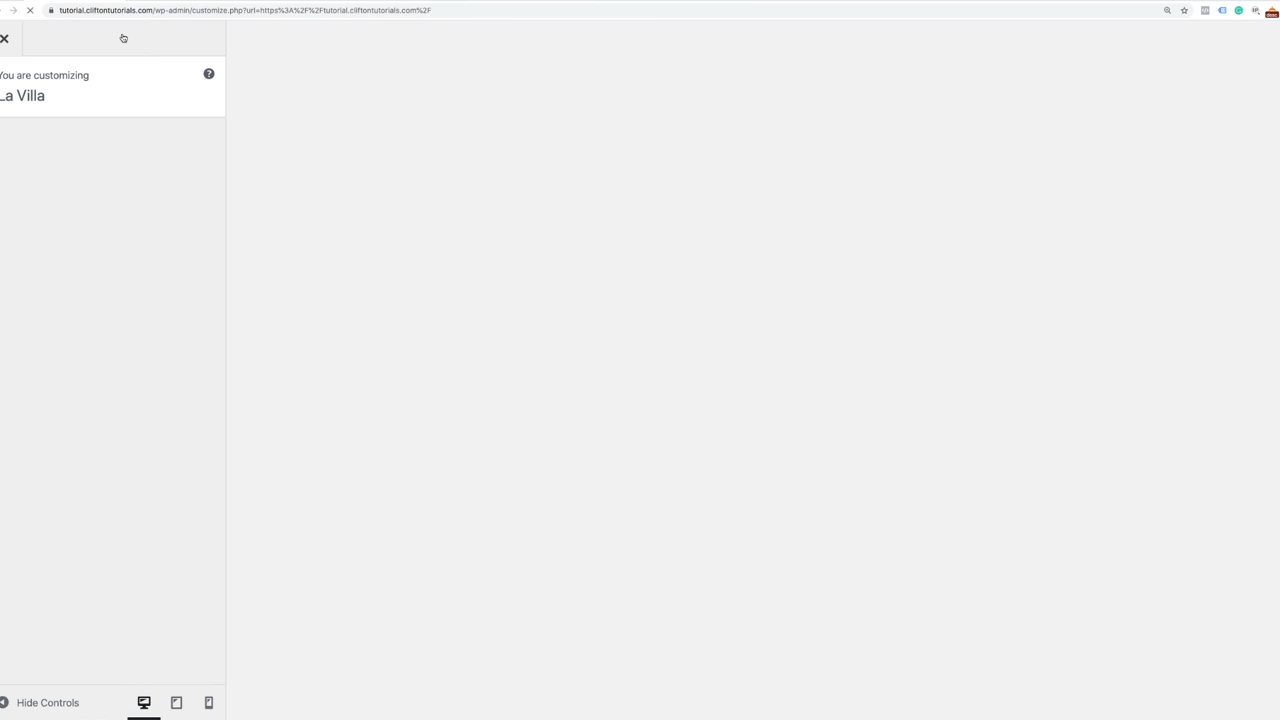 tutorial.cliftontutorials.com/wp-admin/customize.php?url=https%3A%2F%2Ftutorial.cliftontutorials.com%2F
You are customizing
La Villa
Hide Controls